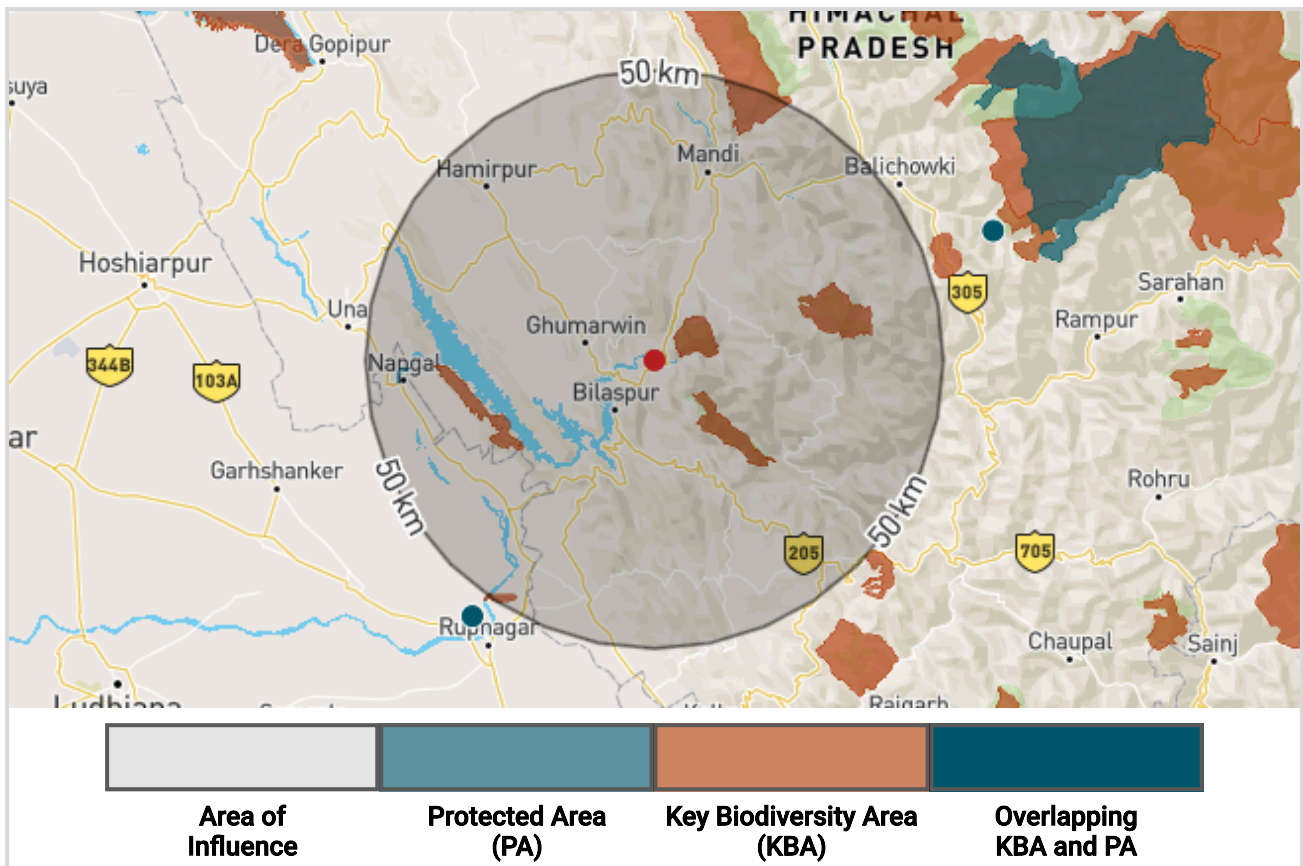 HIMACHAL
PRADESH
Dera Gopipur
suya
50 km
Hamirpur
Mandi
Balichowki
Hoshiarpur
Una
305
Sarahan
Rampur
Ghumarwin
344B
103A
Nangal
Bilaspur
ar
Garhshanker
50 km
50 km
Rohru
205
705
Rupnagar
Chaupal
Sainj
Ludhiana
Rajgarh
Area of
Influence
Protected Area
(PA)
Key Biodiversity Area
(KBA)
Overlapping
KBA and PA